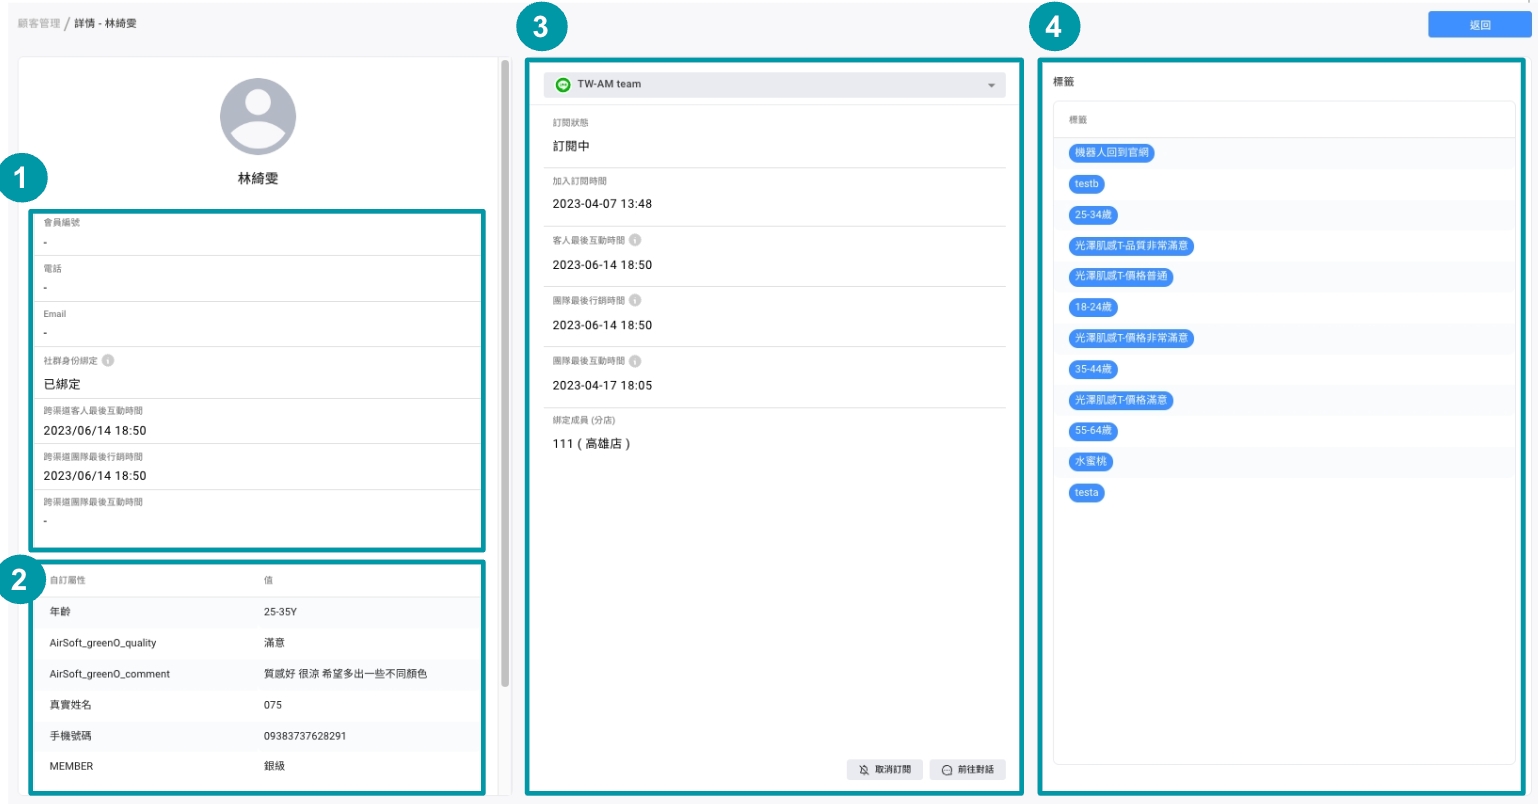 顧客管理 / 詳情 - 林綺雯
返回
林綺雯
1
會員編號
-
電話
-
Email
-
社群身份綁定
已綁定
跨渠道客人最後互動時間
2023/06/14 18:50
跨渠道團隊最後行銷時間
2023/06/14 18:50
跨渠道團隊最後互動時間
-
2
自訂屬性 值
年齡 25-35Y
AirSoft_greenO_quality 滿意
AirSoft_greenO_comment 質感好 很涼 希望多出一些不同顏色
真實姓名 075
手機號碼 09383737628291
MEMBER 銀級
3
TW-AM team
訂閱狀態
訂閱中
加入訂閱時間
2023-04-07 13:48
客人最後互動時間
2023-06-14 18:50
團隊最後行銷時間
2023-06-14 18:50
團隊最後互動時間
2023-04-17 18:05
綁定成員 (分店)
111 ( 高雄店 )
取消訂閱
前往對話
4
標籤
標籤
機器人回到官網
testb
25-34歲
光澤肌感T-品質非常滿意
光澤肌感T-價格普通
18-24歲
光澤肌感T-價格非常滿意
35-44歲
光澤肌感T-價格滿意
55-64歲
水蜜桃
testa